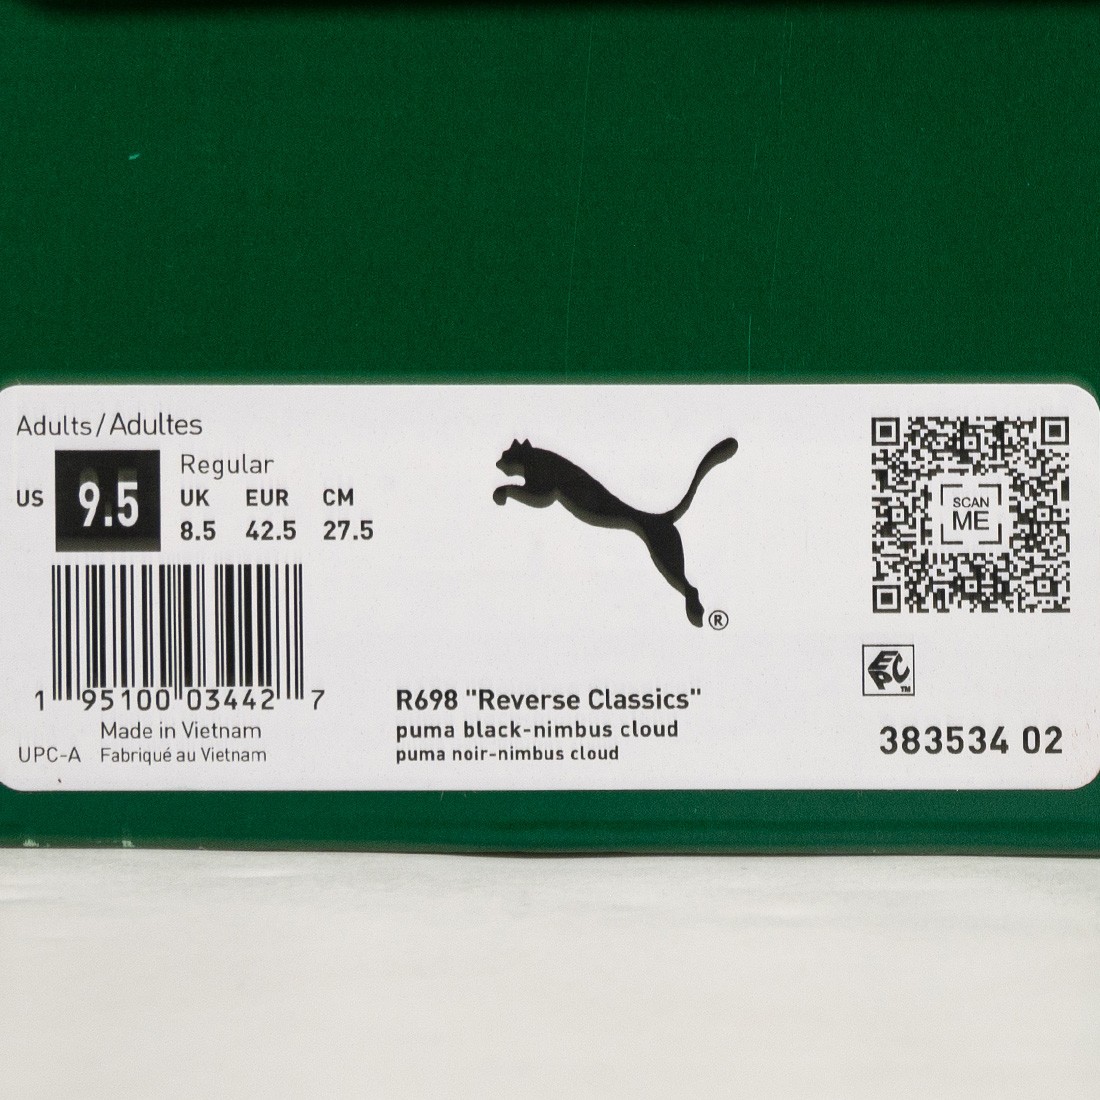 Adults/Adultes
Regular
US 9.5
UK EUR CM
8.5 42.5 27.5
1 95100 03442 7
Made in Vietnam
UPC-A Fabriqué au Vietnam
®
R698 "Reverse Classics"
puma black-nimbus cloud
puma noir-nimbus cloud
SCAN
ME
EPC™
383534 02